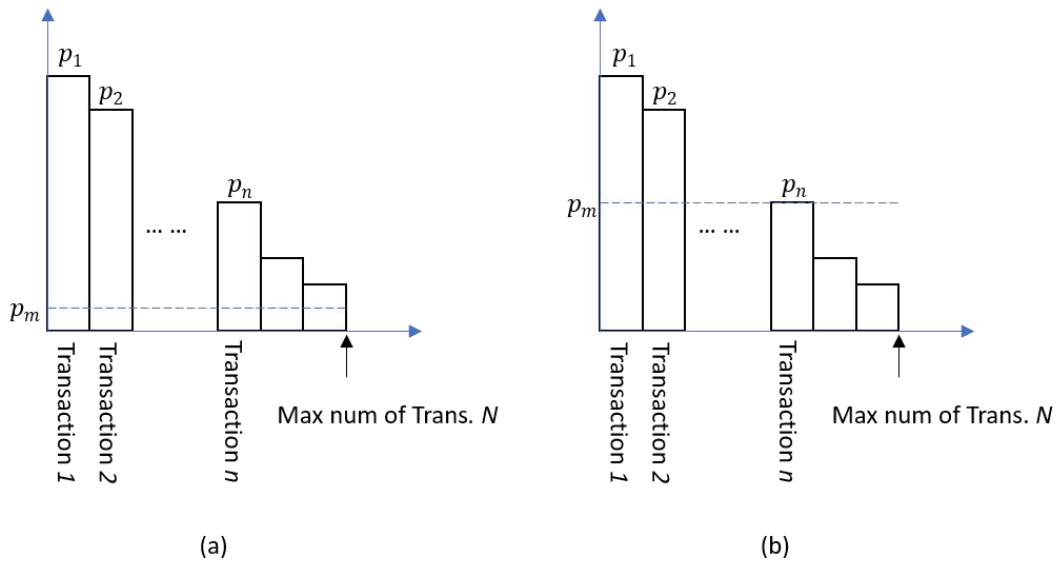 p₁
p₂
pₙ
... ...
pₘ
Transaction 1
Transaction 2
Transaction n
Max num of Trans. N
(a)
p₁
p₂
pₙ
pₘ
... ...
Transaction 1
Transaction 2
Transaction n
Max num of Trans. N
(b)